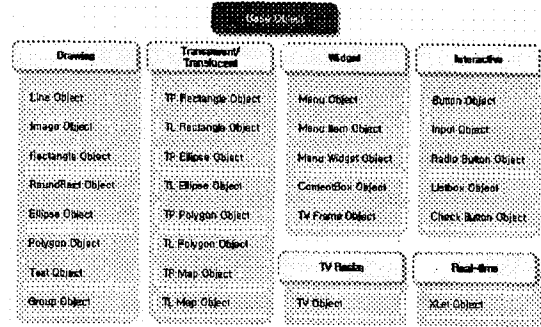 Base Object
Drawing
Line Object
Image Object
Rectangle Object
RoundRect Object
Ellipse Object
Polygon Object
Text Object
Group Object
Transparent/
Translucent
TP Rectangle Object
TL Rectangle Object
TP Ellipse Object
TL Ellipse Object
TP Polygon Object
TL Polygon Object
TP Map Object
TL Map Object
Widget
Menu Object
Menu Item Object
Menu Widget Object
ContentBox Object
TV Frame Object
TV Resize
TV Object
Interactive
Button Object
Input Object
Radio Button Object
Listbox Object
Check Button Object
Real-time
XLet Object